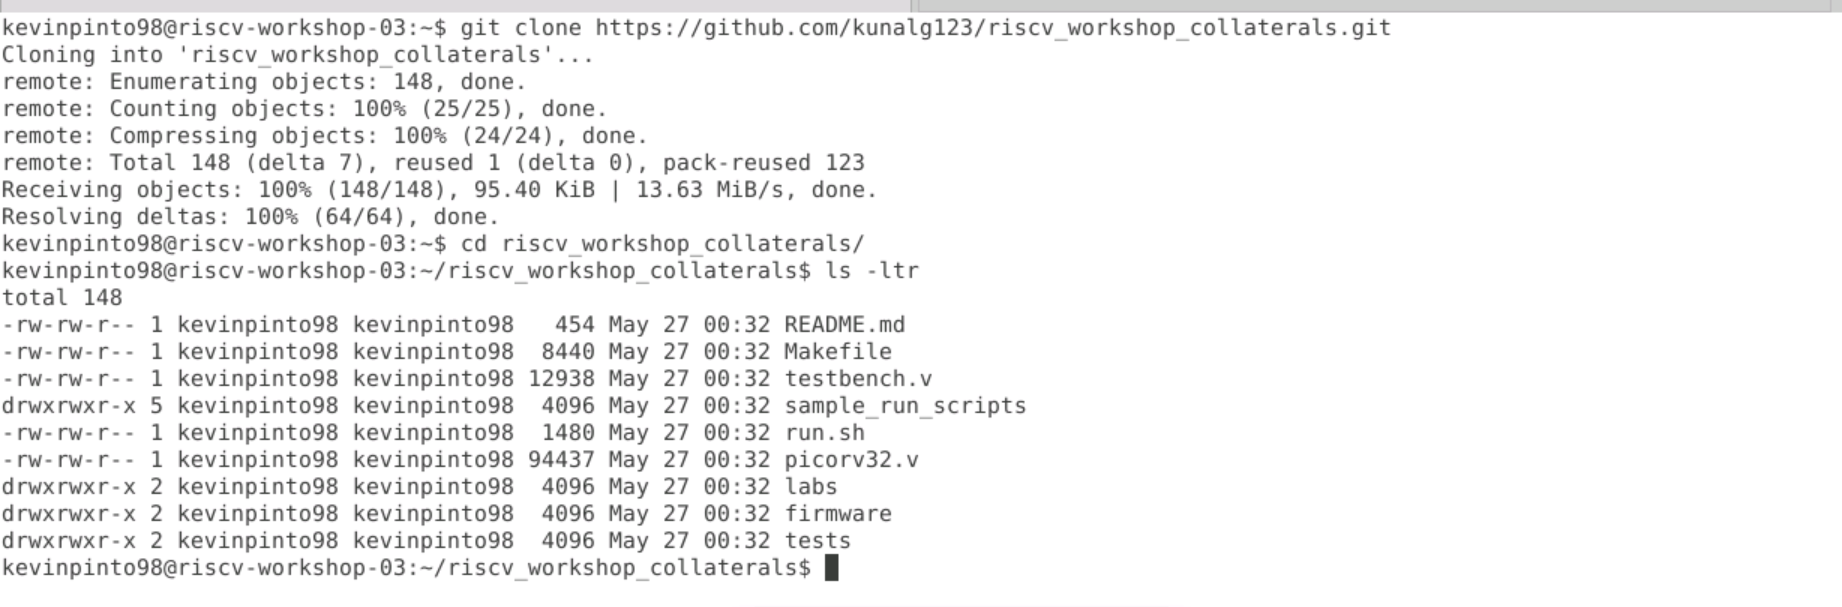 kevinpinto98@riscv-workshop-03:~$ git clone https://github.com/kunalg123/riscv_workshop_collaterals.git
Cloning into 'riscv_workshop_collaterals'...
remote: Enumerating objects: 148, done.
remote: Counting objects: 100% (25/25), done.
remote: Compressing objects: 100% (24/24), done.
remote: Total 148 (delta 7), reused 1 (delta 0), pack-reused 123
Receiving objects: 100% (148/148), 95.40 KiB | 13.63 MiB/s, done.
Resolving deltas: 100% (64/64), done.
kevinpinto98@riscv-workshop-03:~$ cd riscv_workshop_collaterals/
kevinpinto98@riscv-workshop-03:~/riscv_workshop_collaterals$ ls -ltr
total 148
-rw-rw-r-- 1 kevinpinto98 kevinpinto98   454 May 27 00:32 README.md
-rw-rw-r-- 1 kevinpinto98 kevinpinto98  8440 May 27 00:32 Makefile
-rw-rw-r-- 1 kevinpinto98 kevinpinto98 12938 May 27 00:32 testbench.v
drwxrwxr-x 5 kevinpinto98 kevinpinto98  4096 May 27 00:32 sample_run_scripts
-rw-rw-r-- 1 kevinpinto98 kevinpinto98  1480 May 27 00:32 run.sh
-rw-rw-r-- 1 kevinpinto98 kevinpinto98 94437 May 27 00:32 picorv32.v
drwxrwxr-x 2 kevinpinto98 kevinpinto98  4096 May 27 00:32 labs
drwxrwxr-x 2 kevinpinto98 kevinpinto98  4096 May 27 00:32 firmware
drwxrwxr-x 2 kevinpinto98 kevinpinto98  4096 May 27 00:32 tests
kevinpinto98@riscv-workshop-03:~/riscv_workshop_collaterals$